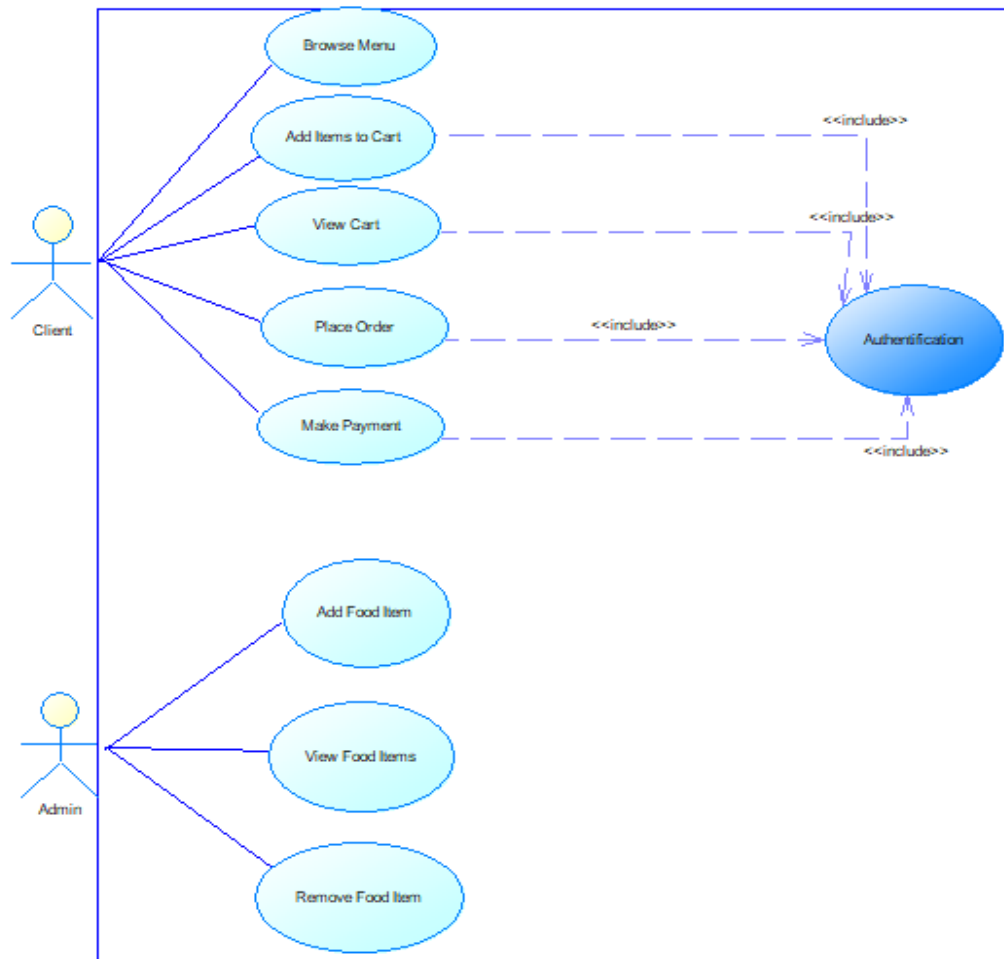 Browse Menu
Add Items to Cart
<<include>>
View Cart
<<include>>
Client
Place Order
<<include>>
Authentification
Make Payment
<<include>>
Add Food Item
View Food Items
Admin
Remove Food Item